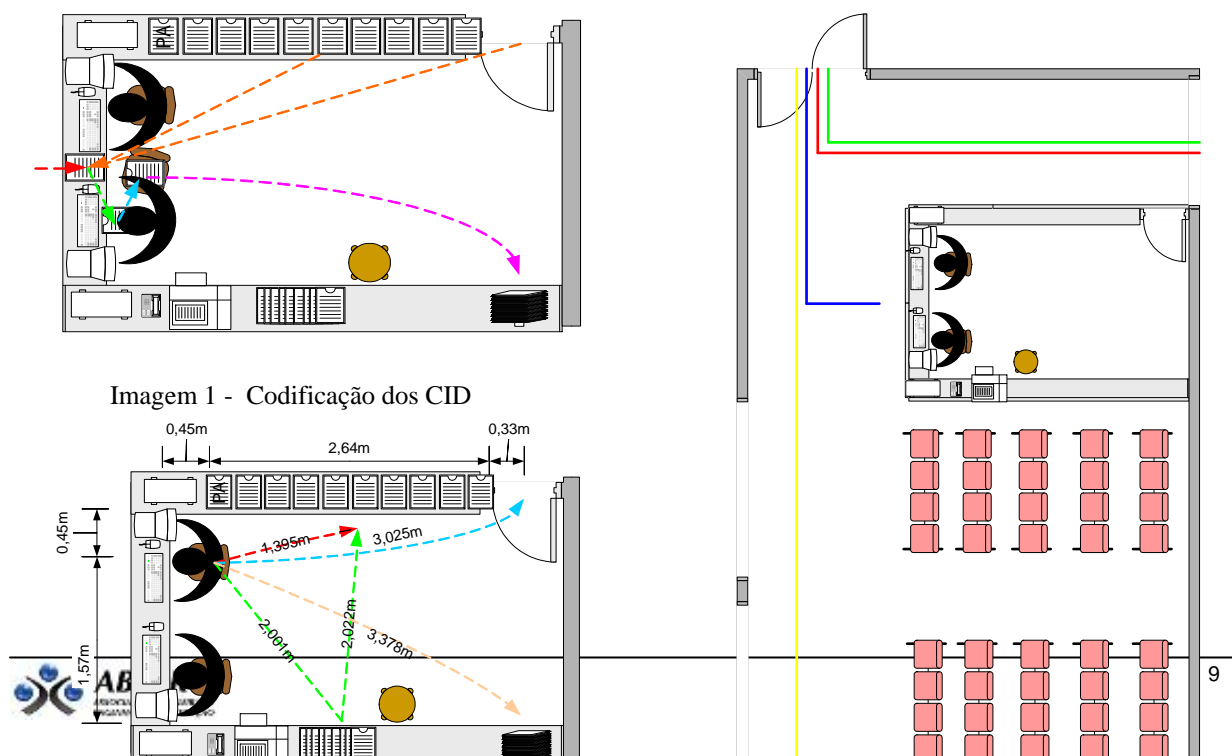 PA
Imagem 1 - Codificação dos CID
0,45m
2,64m
0,33m
PA
0,45m
1,395m
3,025m
2,001m
2,022m
3,378m
1,57m
9